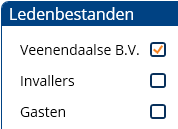 Ledenbestanden
Veenendaalse B.V.
Invallers
Gasten